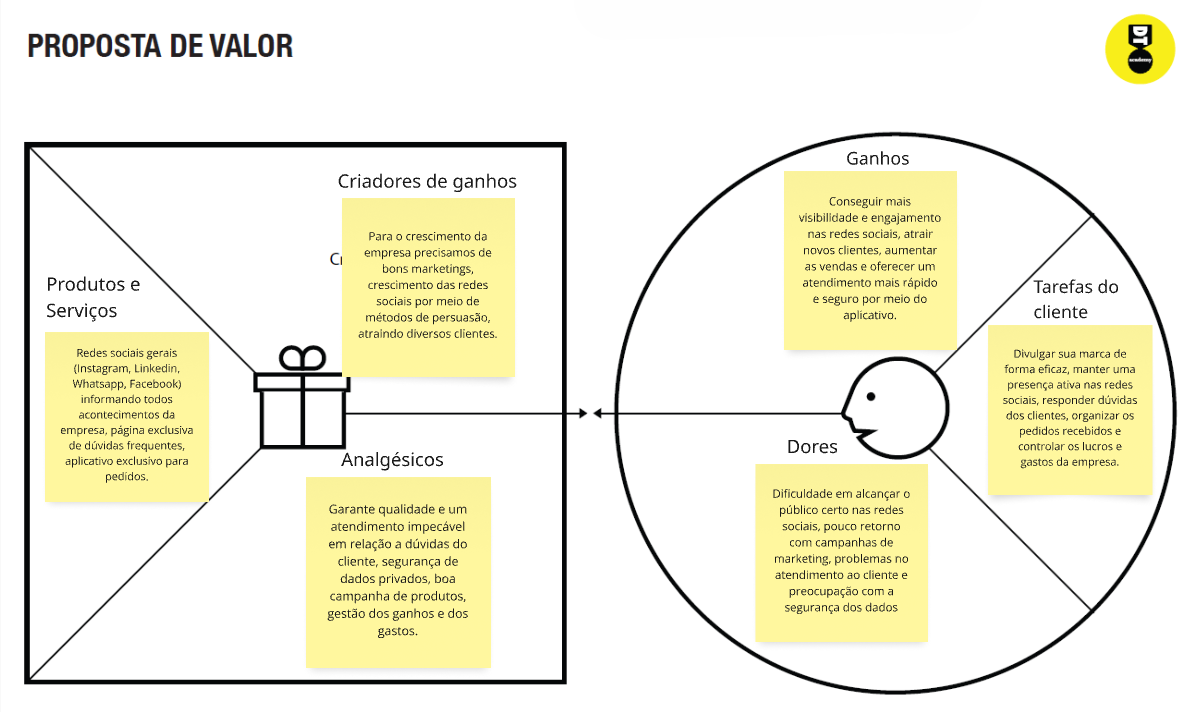 PROPOSTA DE VALOR
DT
academy
Criadores de ganhos
Para o crescimento da
empresa precisamos de
bons marketings,
crescimento das redes
sociais por meio de
métodos de persuasão,
atraindo diversos clientes.
Produtos e
Serviços
Redes sociais gerais
(Instagram, Linkedin,
Whatsapp, Facebook)
informando todos
acontecimentos da
empresa, página exclusiva
de dúvidas frequentes,
aplicativo exclusivo para
pedidos.
Analgésicos
Garante qualidade e um
atendimento impecável
em relação a dúvidas do
cliente, segurança de
dados privados, boa
campanha de produtos,
gestão dos ganhos e dos
gastos.
Ganhos
Conseguir mais
visibilidade e engajamento
nas redes sociais, atrair
novos clientes, aumentar
as vendas e oferecer um
atendimento mais rápido
e seguro por meio do
aplicativo.
Tarefas do
cliente
Divulgar sua marca de
forma eficaz, manter uma
presença ativa nas redes
sociais, responder dúvidas
dos clientes, organizar os
pedidos recebidos e
controlar os lucros e
gastos da empresa.
Dores
Dificuldade em alcançar o
público certo nas redes
sociais, pouco retorno
com campanhas de
marketing, problemas no
atendimento ao cliente e
preocupação com a
segurança dos dados